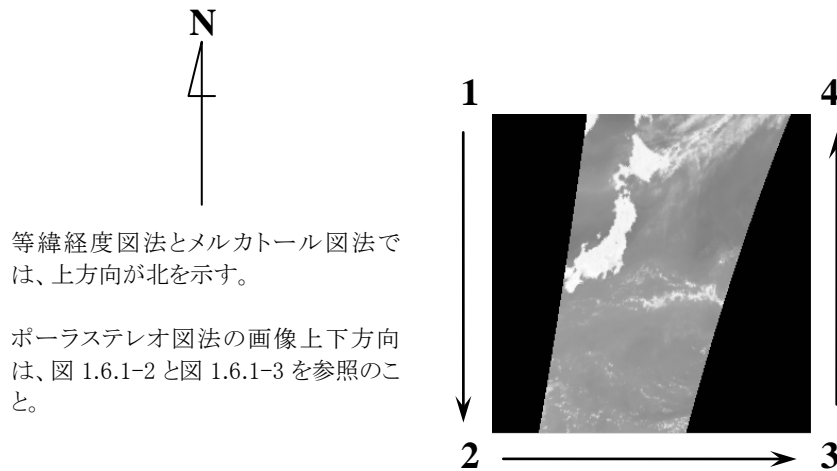 N
等緯経度図法とメルカトール図法で
は、上方向が北を示す。
ポーラステレオ図法の画像上下方向
は、図 1.6.1-2 と図 1.6.1-3 を参照のこ
と。
1
4
2
3